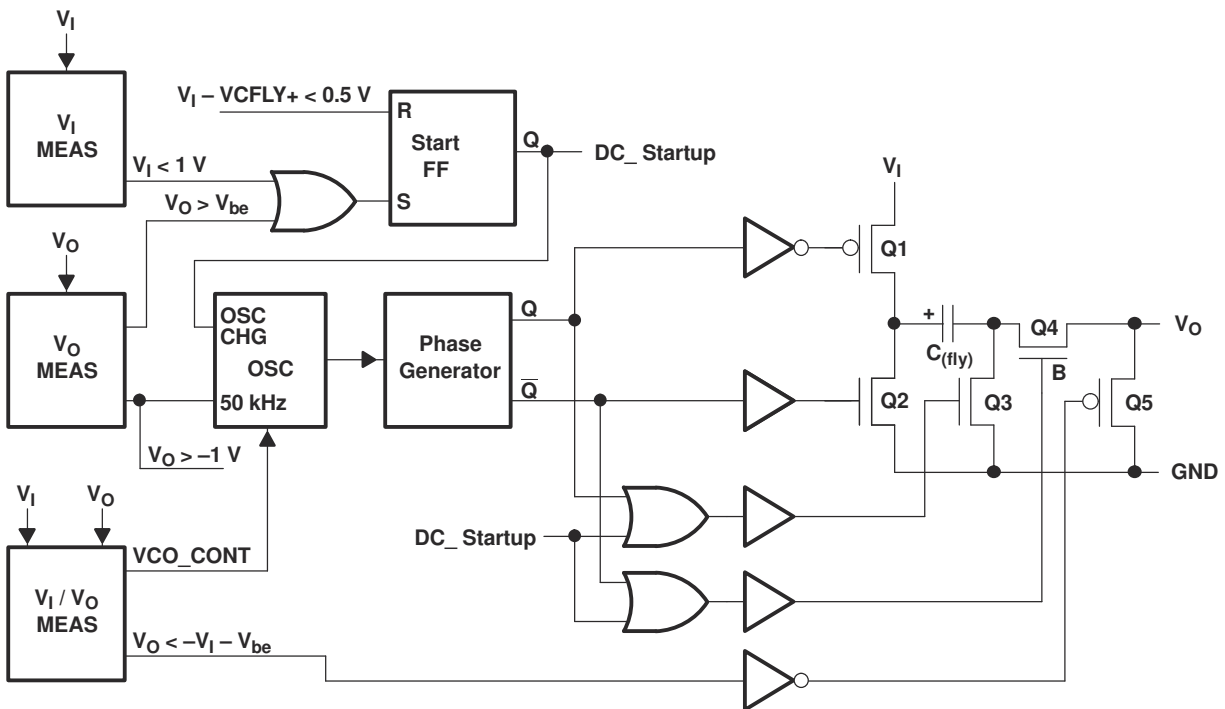 V_I
V_I
MEAS
V_I – VCFLY+ < 0.5 V
R
Start
FF
S
Q
DC_ Startup
V_I < 1 V
V_O > V_be
V_O
V_O
MEAS
OSC
CHG
OSC
50 kHz
V_O > –1 V
Phase
Generator
Q
Q̅
V_I
Q1
+
C_(fly)
Q4
V_O
B
Q2
Q3
Q5
GND
V_I
V_O
DC_ Startup
VCO_CONT
V_I / V_O
MEAS
V_O < –V_I – V_be